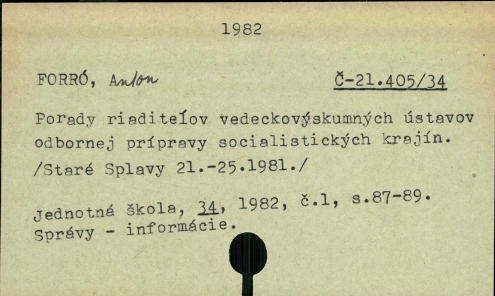 1982
FORRÓ, Anton Č-21.405/34
Porady riaditeľov vedeckovýskumných ústavov
odbornej prípravy socialistických krajín.
/Staré Splavy 21.-25.1981./
Jednotná škola, 34, 1982, č.1, s.87-89.
Správy - informácie.